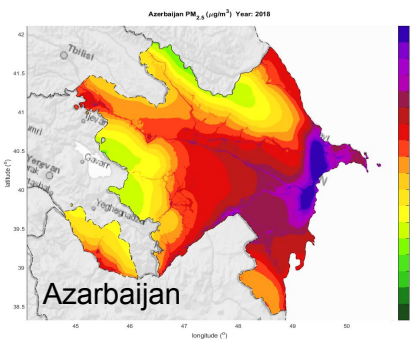 Azerbaijan PM2.5 (μg/m3) Year: 2018
42
41.5
41
40.5
40
39.5
39
38.5
latitude (o)
Tbilisi
Gavarr
Azarbaijan
45 46 47 48 49 50
longitude (o)